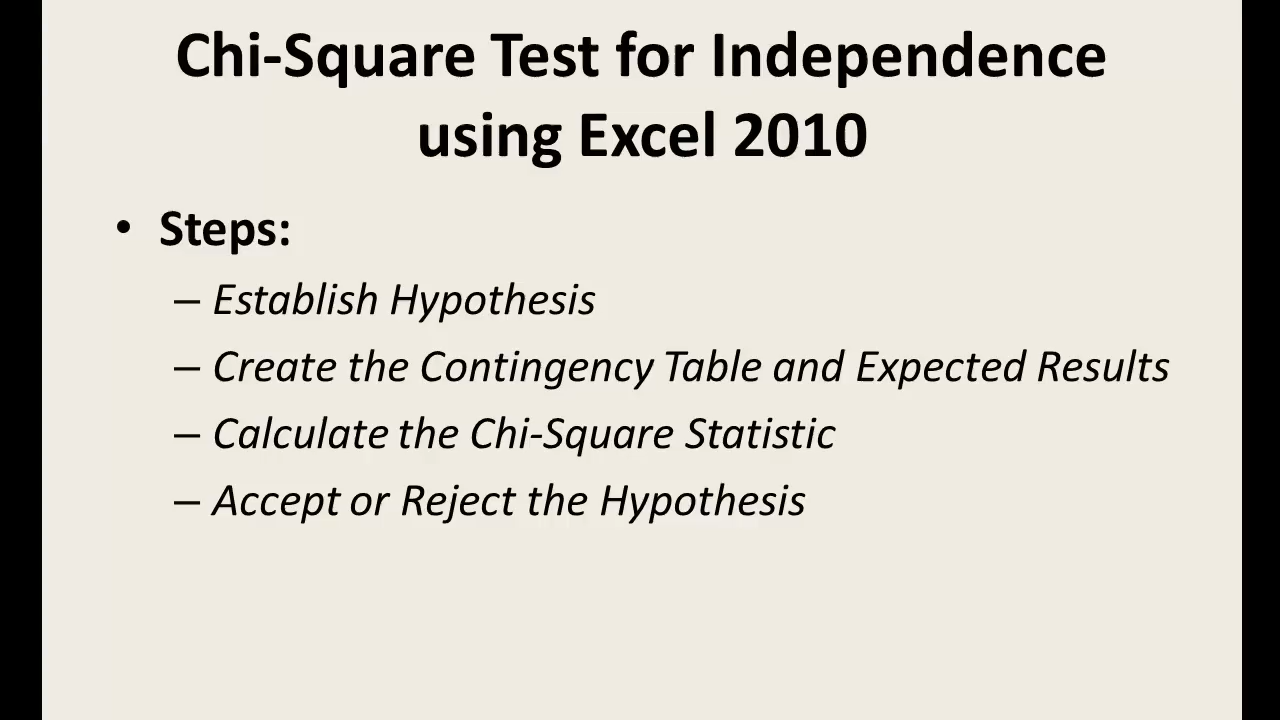 Chi-Square Test for Independence
using Excel 2010
• Steps:
– Establish Hypothesis
– Create the Contingency Table and Expected Results
– Calculate the Chi-Square Statistic
– Accept or Reject the Hypothesis